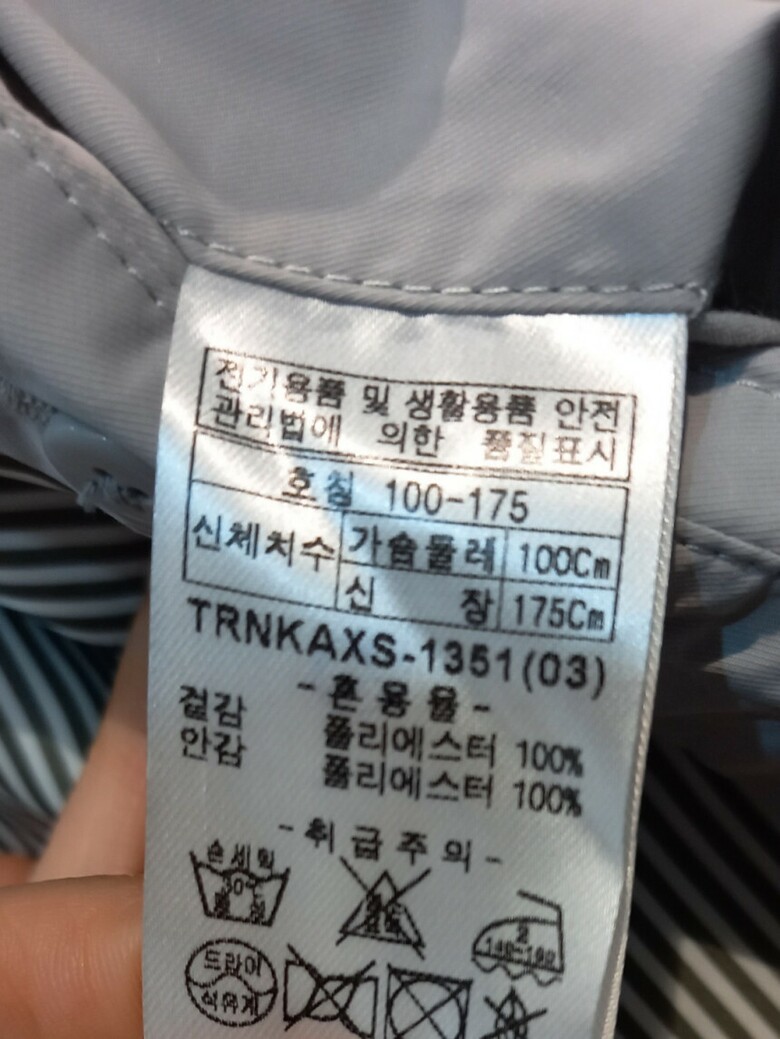 전기용품 및 생활용품 안전
관리법에 의한 품질표시
호칭 100-175
신체치수 가슴둘레 100Cm
신 장 175Cm
TRNKAXS-1351(03)
- 혼 용 율 -
겉감 폴리에스터 100%
안감 폴리에스터 100%
- 취 급 주 의 -
손세탁
30°
2
드라이
석유계